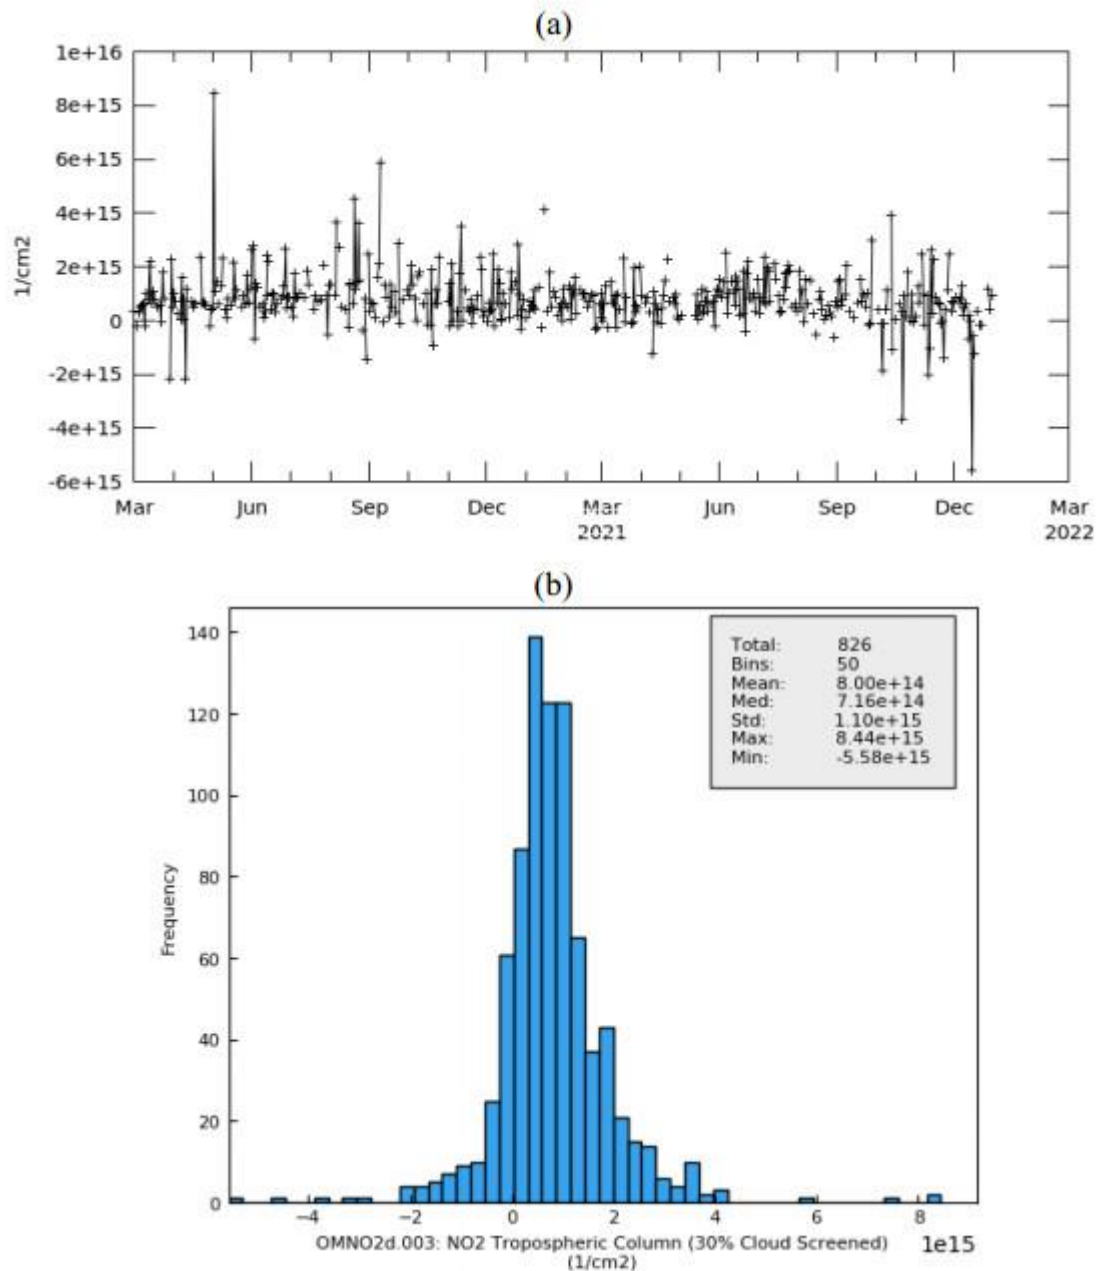 (a)
1e+16
8e+15
6e+15
4e+15
2e+15
0
-2e+15
-4e+15
-6e+15
1/cm2
Mar Jun Sep Dec Mar Jun Sep Dec Mar
2021 2022
(b)
140
120
100
80
60
40
20
0
Frequency
Total: 826
Bins: 50
Mean: 8.00e+14
Med: 7.16e+14
Std: 1.10e+15
Max: 8.44e+15
Min: -5.58e+15
−4 −2 0 2 4 6 8
OMNO2d.003: NO2 Tropospheric Column (30% Cloud Screened) 1e15
(1/cm2)